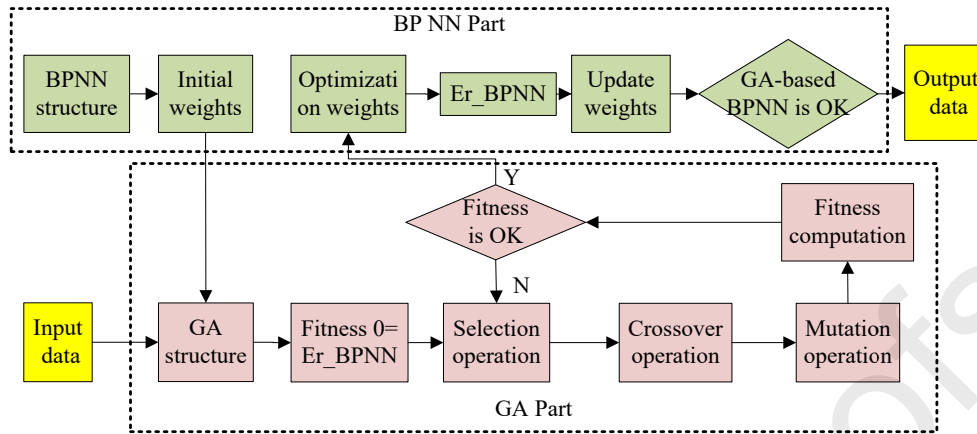 BP NN Part
BPNN
structure
Initial
weights
Optimizati
on weights
Er_BPNN
Update
weights
GA-based
BPNN is OK
Output
data
Y
Fitness
is OK
N
Fitness
computation
Input
data
GA
structure
Fitness 0=
Er_BPNN
Selection
operation
Crossover
operation
Mutation
operation
GA Part